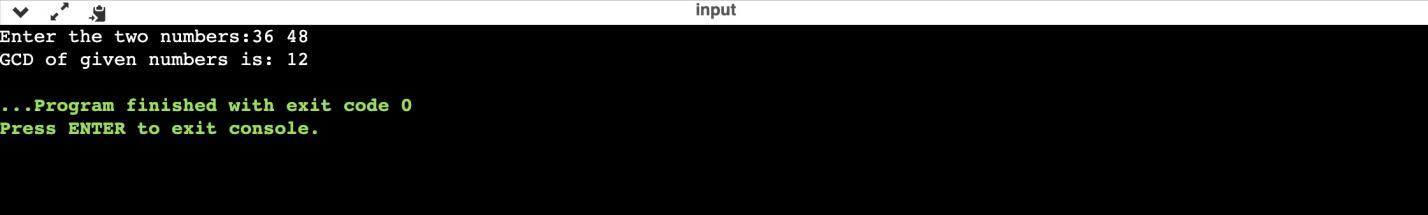 input
Enter the two numbers:36 48
GCD of given numbers is: 12
...Program finished with exit code 0
Press ENTER to exit console.